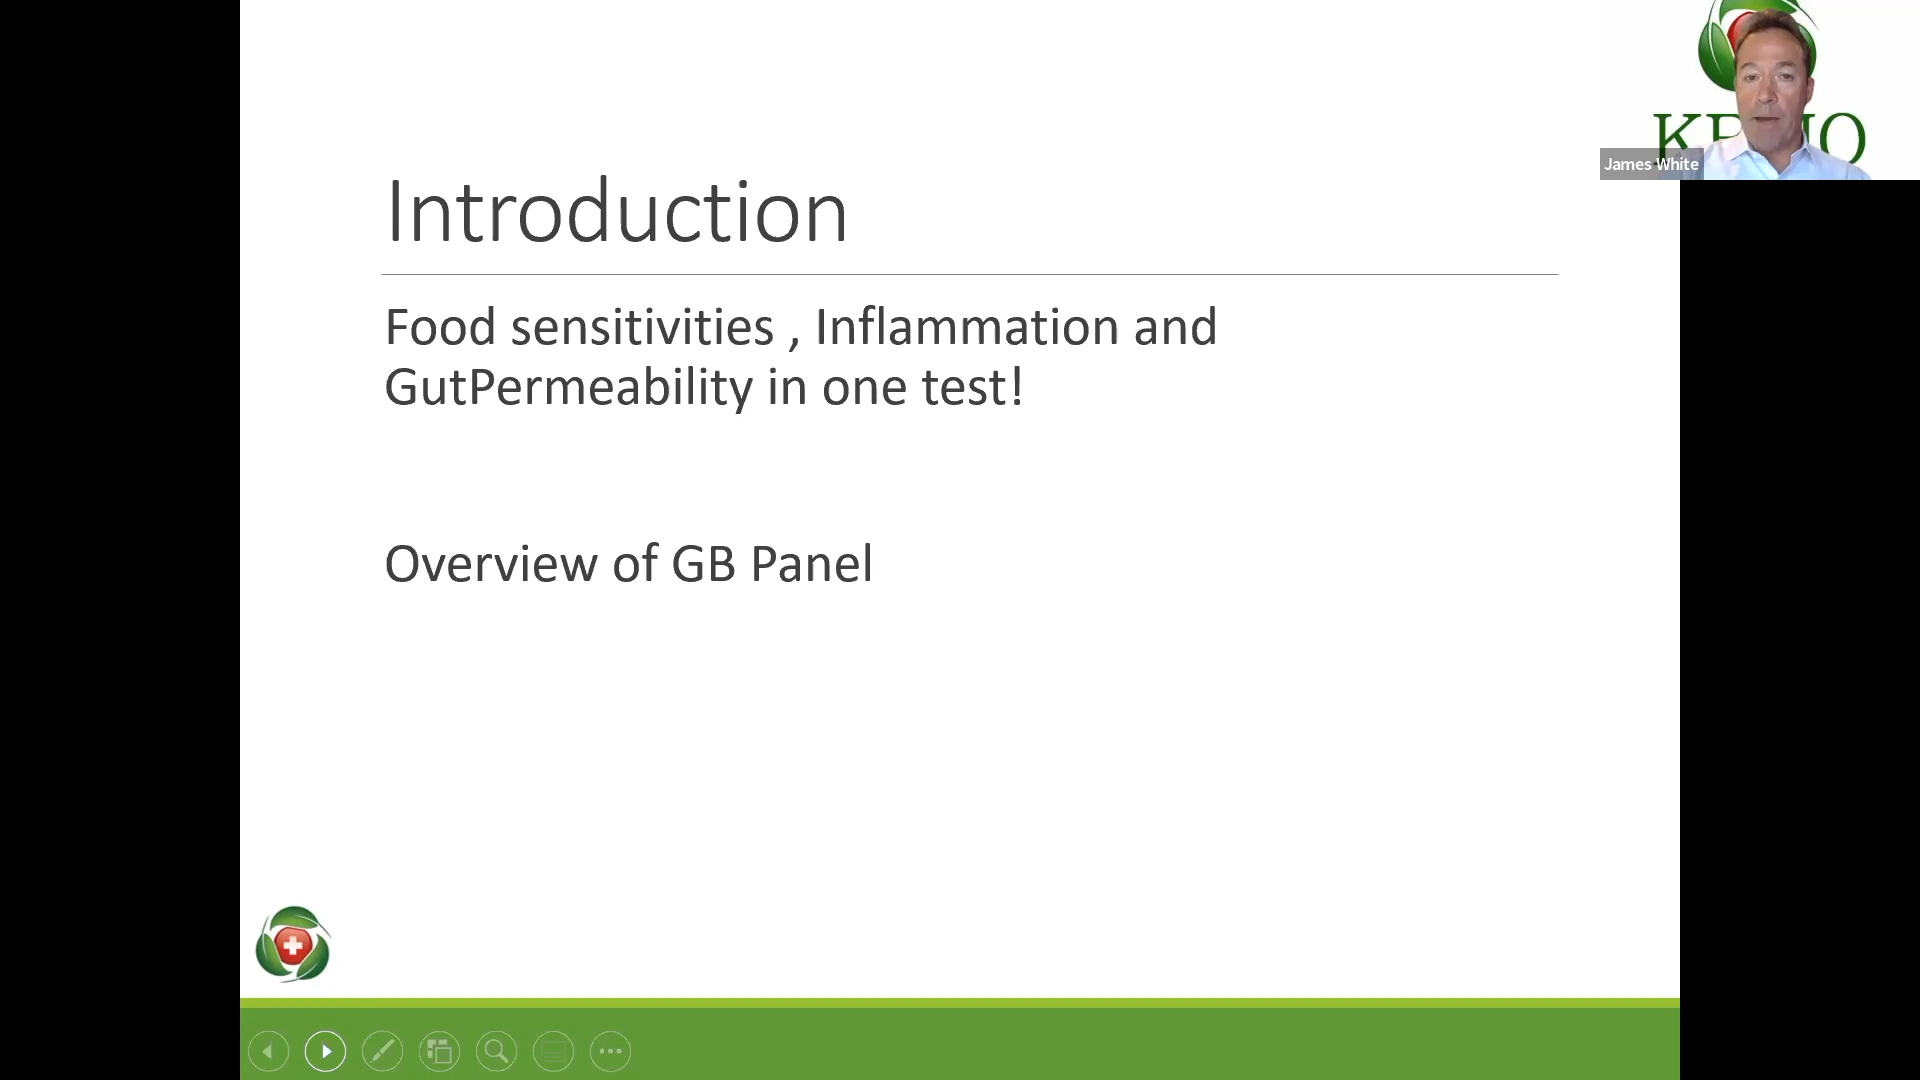 Introduction
Food sensitivities , Inflammation and
GutPermeability in one test!
Overview of GB Panel
James White